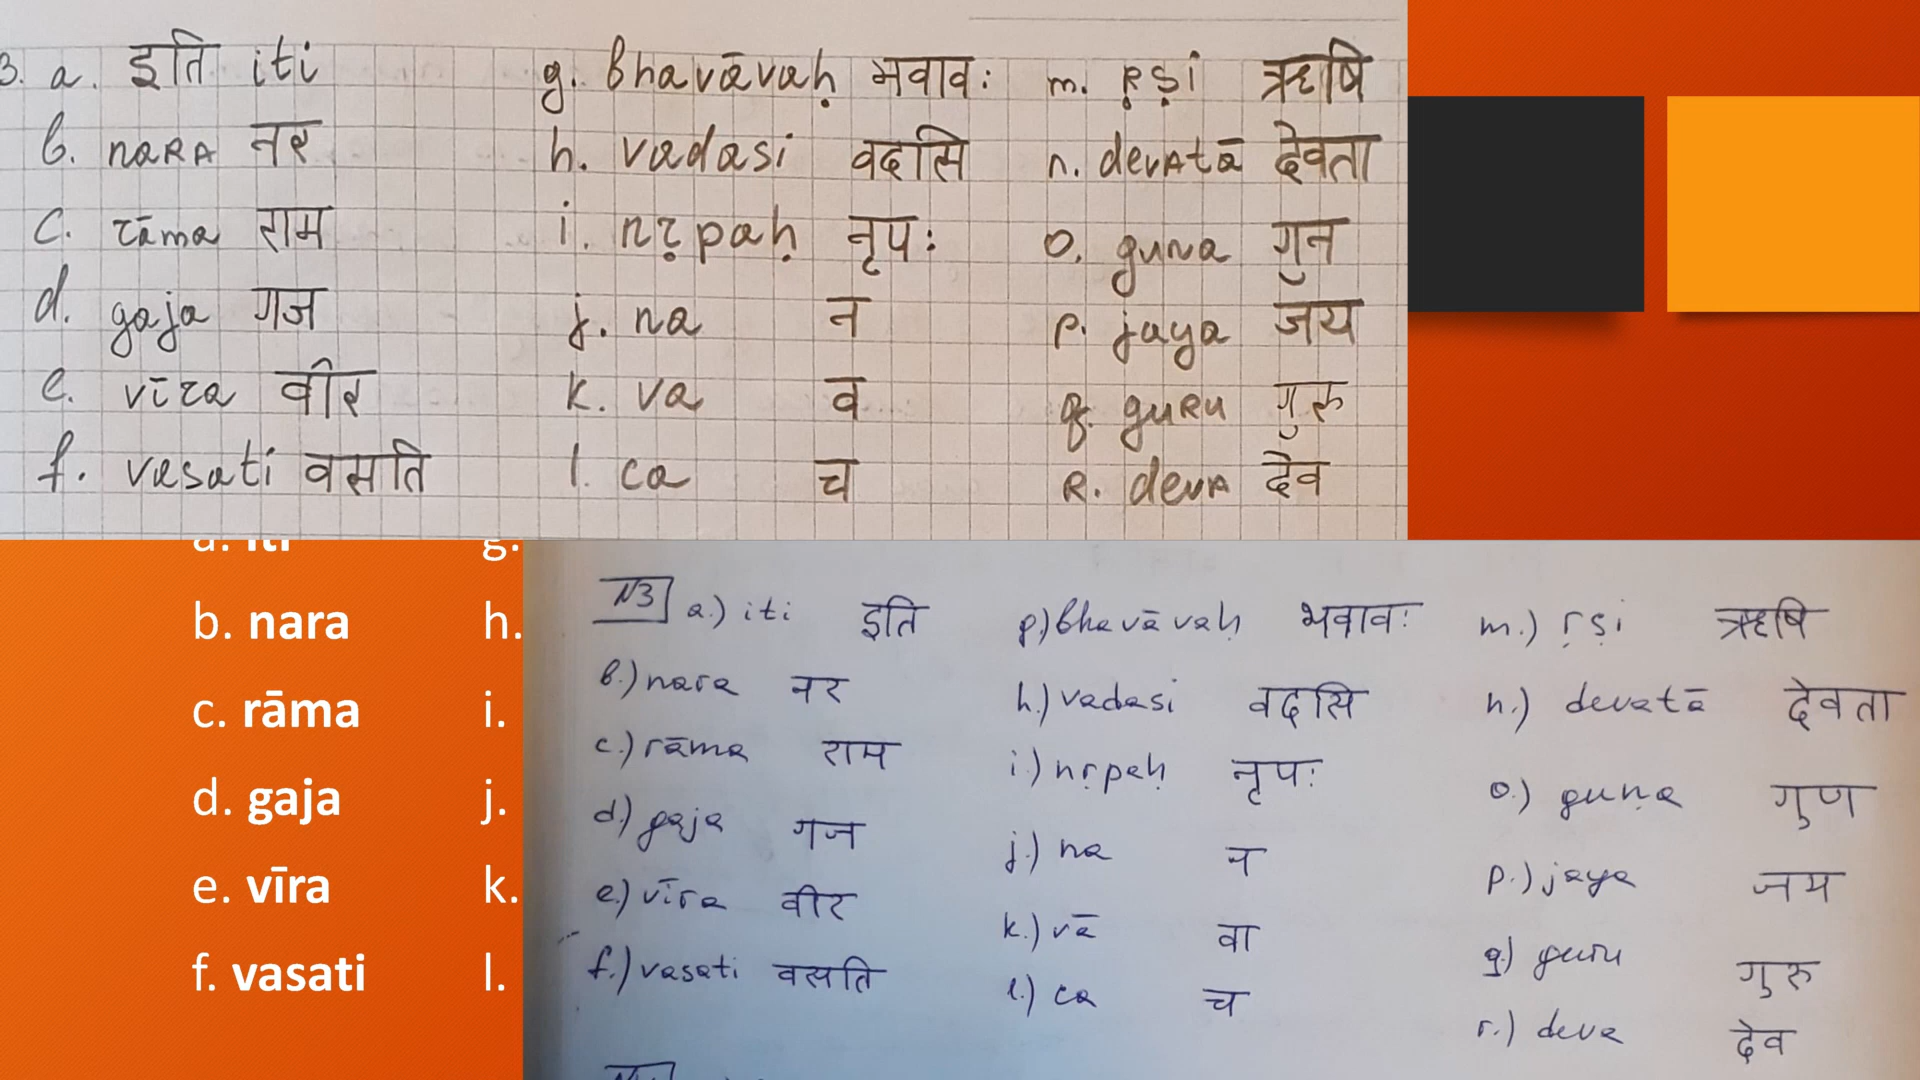 3. a. इति iti g. bhavāvaḥ भवाव: m. ṛṣi ऋषि
b. nara नर h. vadasi वदसि n. devatā देवता
c. rāma राम i. nṛpaḥ नृप: o. guna गुन
d. gaja गज j. na न p. jaya जय
e. vīra वीर k. va व q. guru गुरु
f. vasati वसति l. ca च r. deva देव
a. iti g.
b. nara h.
c. rāma i.
d. gaja j.
e. vīra k.
f. vasati l.
N3 a.) iti इति g) bhavāvaḥ भवाव: m.) ṛṣi ऋषि
b.) nara नर h.) vadasi वदसि n.) devatā देवता
c.) rāma राम i.) nṛpaḥ नृप: o.) guṇa गुण
d.) gaja गज j.) na न p.) jaya जय
e.) vīra वीर k.) vā वा q.) guru गुरु
f.) vasati वसति l.) ca च r.) deva देव